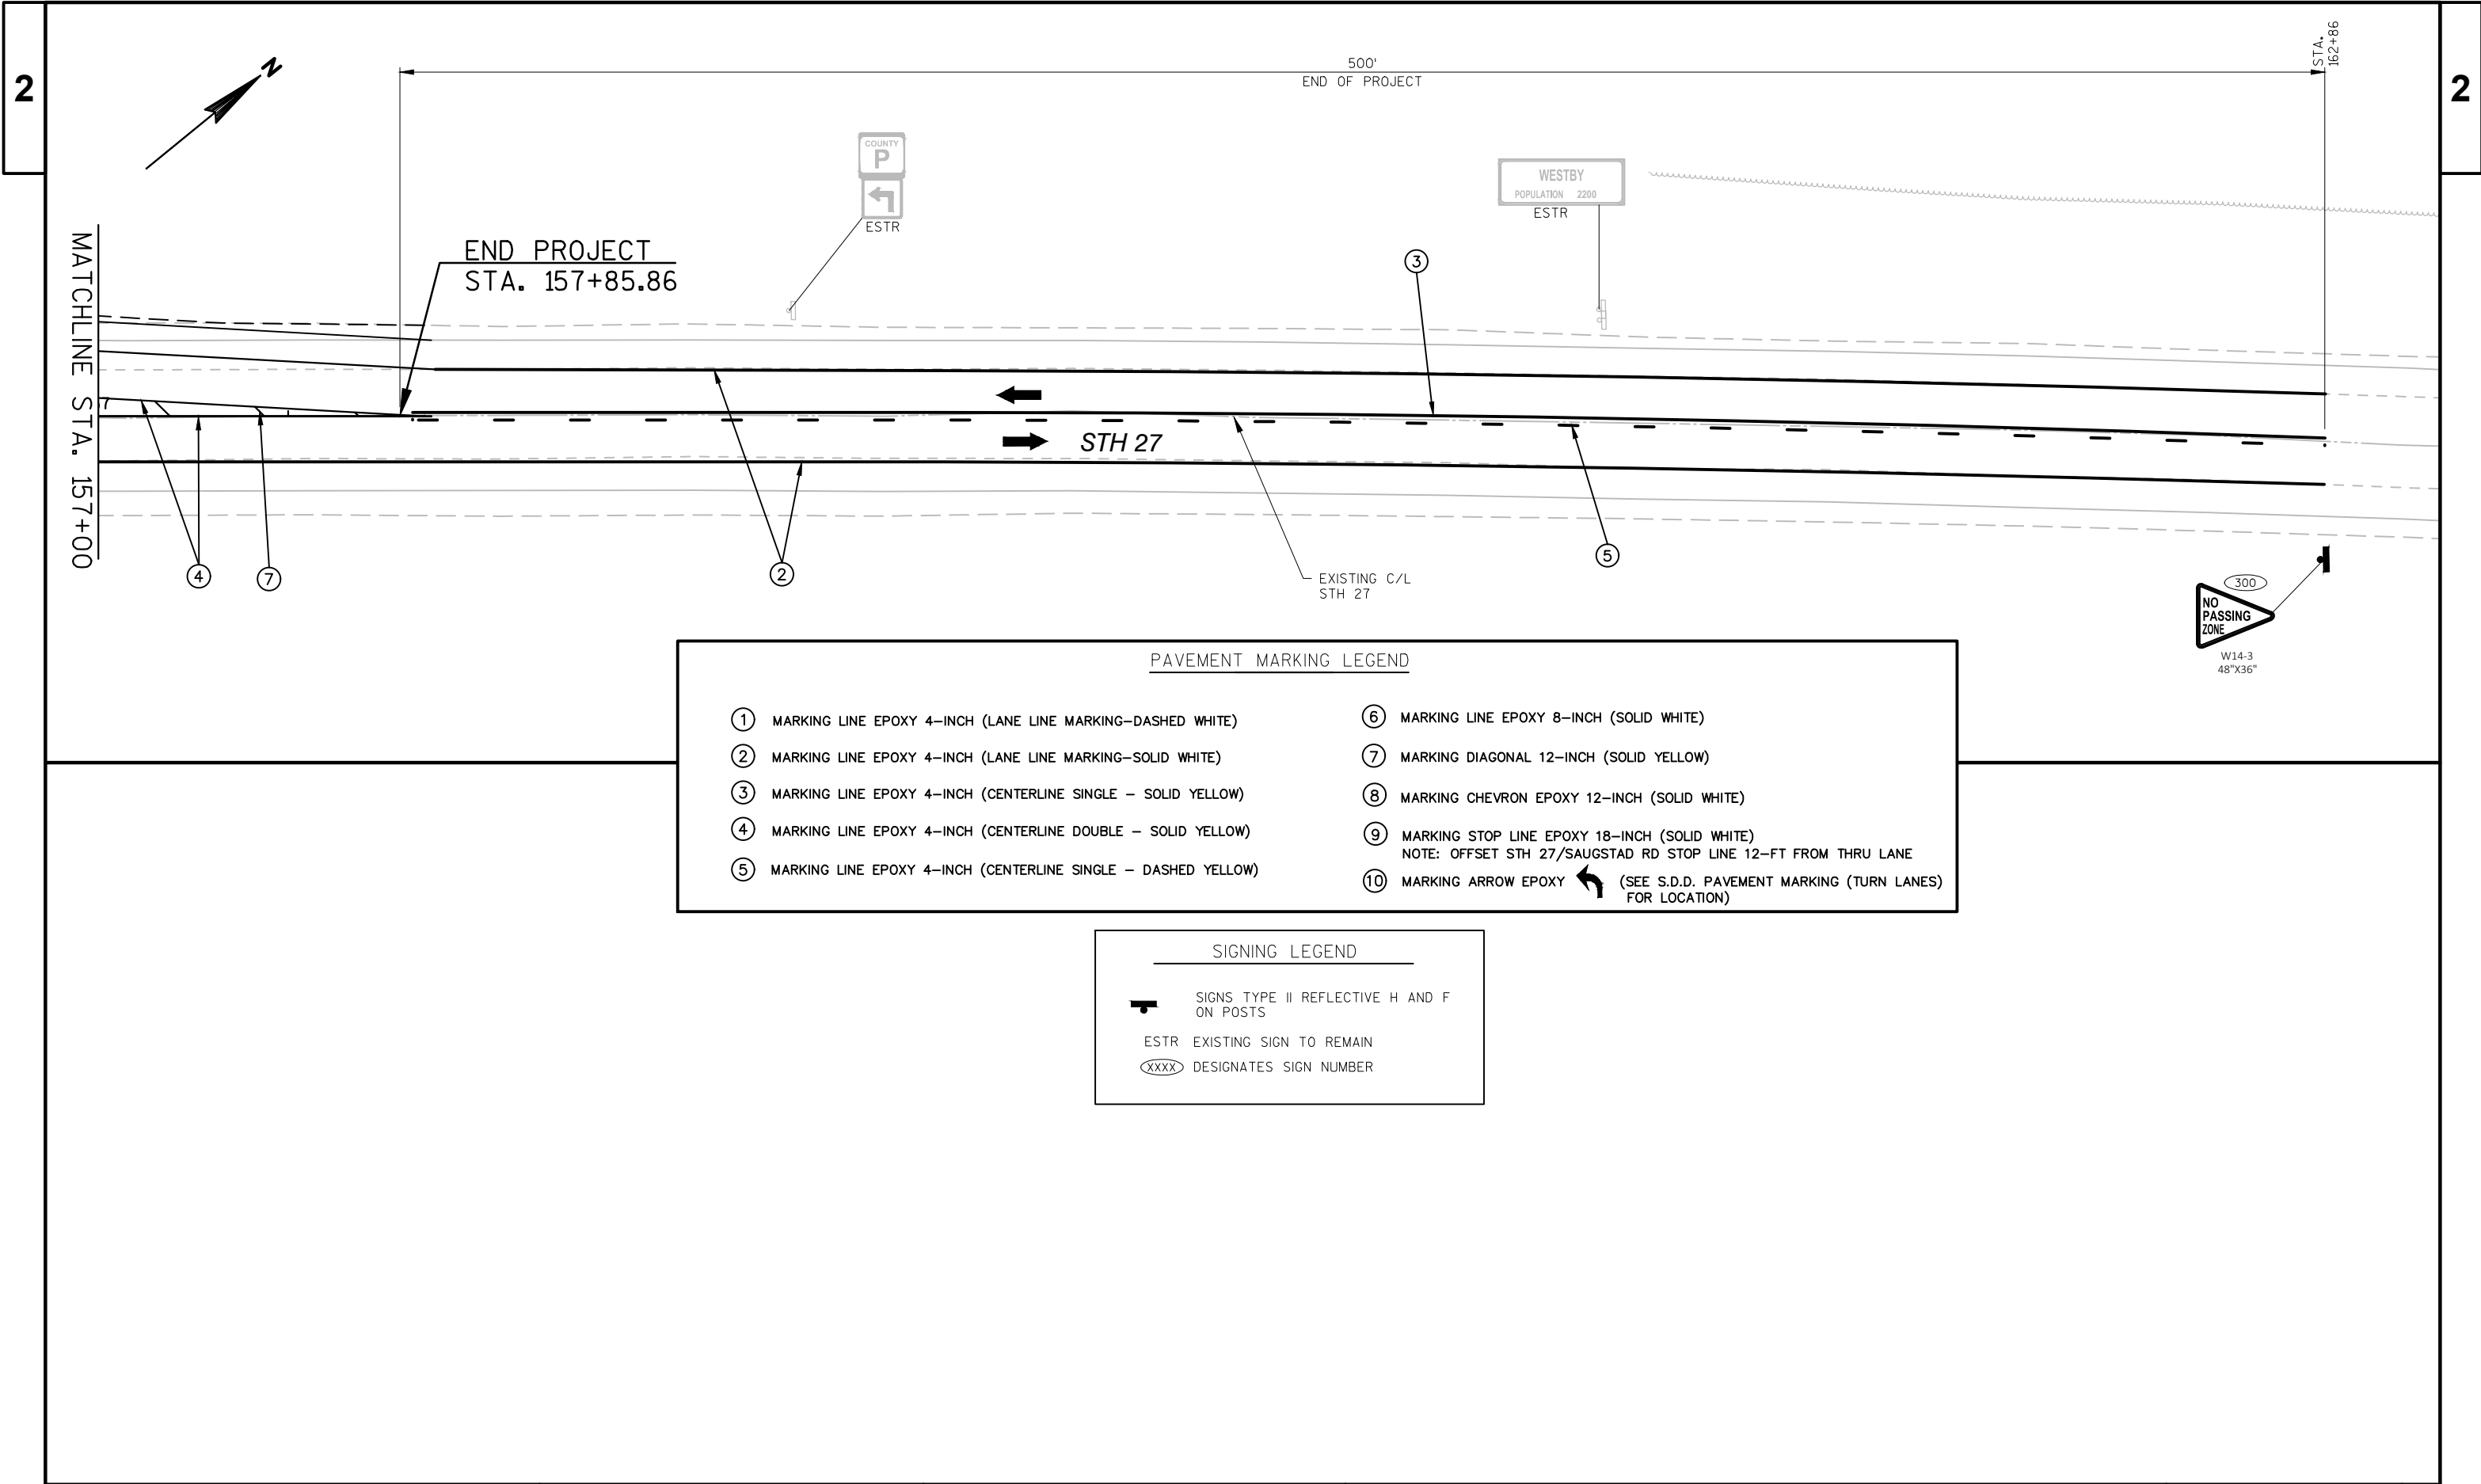 2
2
N
500'
END OF PROJECT
STA.
162+86
COUNTY
P
ESTR
WESTBY
POPULATION 2200
ESTR
END PROJECT
STA. 157+85.86
MATCHLINE STA. 157+00
3
STH 27
4
7
2
5
EXISTING C/L
STH 27
300
NO
PASSING
ZONE
W14-3
48"X36"
PAVEMENT MARKING LEGEND
1 MARKING LINE EPOXY 4-INCH (LANE LINE MARKING-DASHED WHITE)
2 MARKING LINE EPOXY 4-INCH (LANE LINE MARKING-SOLID WHITE)
3 MARKING LINE EPOXY 4-INCH (CENTERLINE SINGLE - SOLID YELLOW)
4 MARKING LINE EPOXY 4-INCH (CENTERLINE DOUBLE - SOLID YELLOW)
5 MARKING LINE EPOXY 4-INCH (CENTERLINE SINGLE - DASHED YELLOW)
6 MARKING LINE EPOXY 8-INCH (SOLID WHITE)
7 MARKING DIAGONAL 12-INCH (SOLID YELLOW)
8 MARKING CHEVRON EPOXY 12-INCH (SOLID WHITE)
9 MARKING STOP LINE EPOXY 18-INCH (SOLID WHITE)
NOTE: OFFSET STH 27/SAUGSTAD RD STOP LINE 12-FT FROM THRU LANE
10 MARKING ARROW EPOXY (SEE S.D.D. PAVEMENT MARKING (TURN LANES)
FOR LOCATION)
SIGNING LEGEND
SIGNS TYPE II REFLECTIVE H AND F
ON POSTS
ESTR EXISTING SIGN TO REMAIN
XXXX DESIGNATES SIGN NUMBER